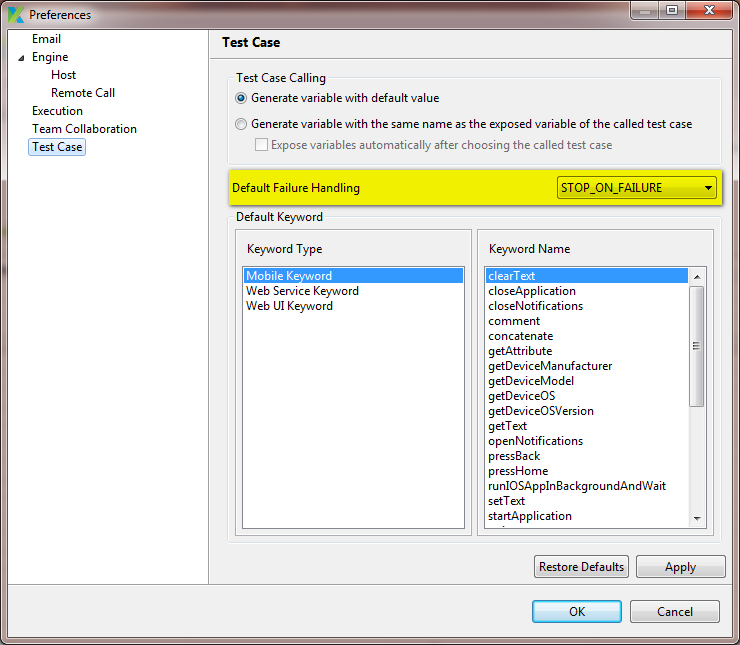 Preferences
Email
Engine
Host
Remote Call
Execution
Team Collaboration
Test Case
Test Case
Test Case Calling
Generate variable with default value
Generate variable with the same name as the exposed variable of the called test case
Expose variables automatically after choosing the called test case
Default Failure Handling
STOP_ON_FAILURE
Default Keyword
Keyword Type
Mobile Keyword
Web Service Keyword
Web UI Keyword
Keyword Name
clearText
closeApplication
closeNotifications
comment
concatenate
getAttribute
getDeviceManufacturer
getDeviceModel
getDeviceOS
getDeviceOSVersion
getText
openNotifications
pressBack
pressHome
runIOSAppInBackgroundAndWait
setText
startApplication
Restore Defaults
Apply
OK
Cancel